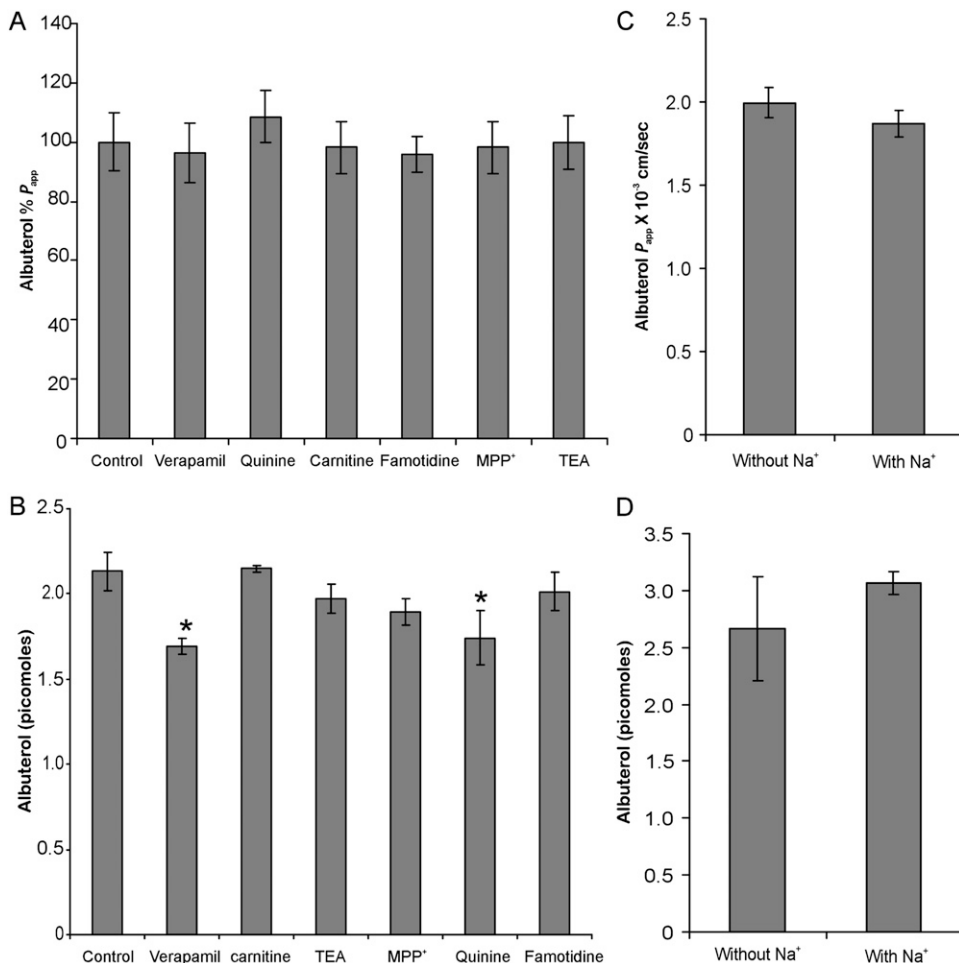 A
140
120
100
80
60
40
20
0
Albuterol % Papp
Control Verapamil Quinine Carnitine Famotidine MPP⁺ TEA
B
2.5
2.0
1.5
1.0
0.5
0
Albuterol (picomoles)
*
*
Control Verapamil carnitine TEA MPP⁺ Quinine Famotidine
C
2.5
2.0
1.5
1.0
0.5
0
Albuterol Papp X 10⁻³ cm/sec
Without Na⁺ With Na⁺
D
3.5
3.0
2.5
2.0
1.5
1.0
0.5
0
Albuterol (picomoles)
Without Na⁺ With Na⁺